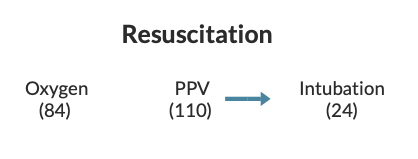 Resuscitation
Oxygen PPV Intubation
(84) (110) (24)